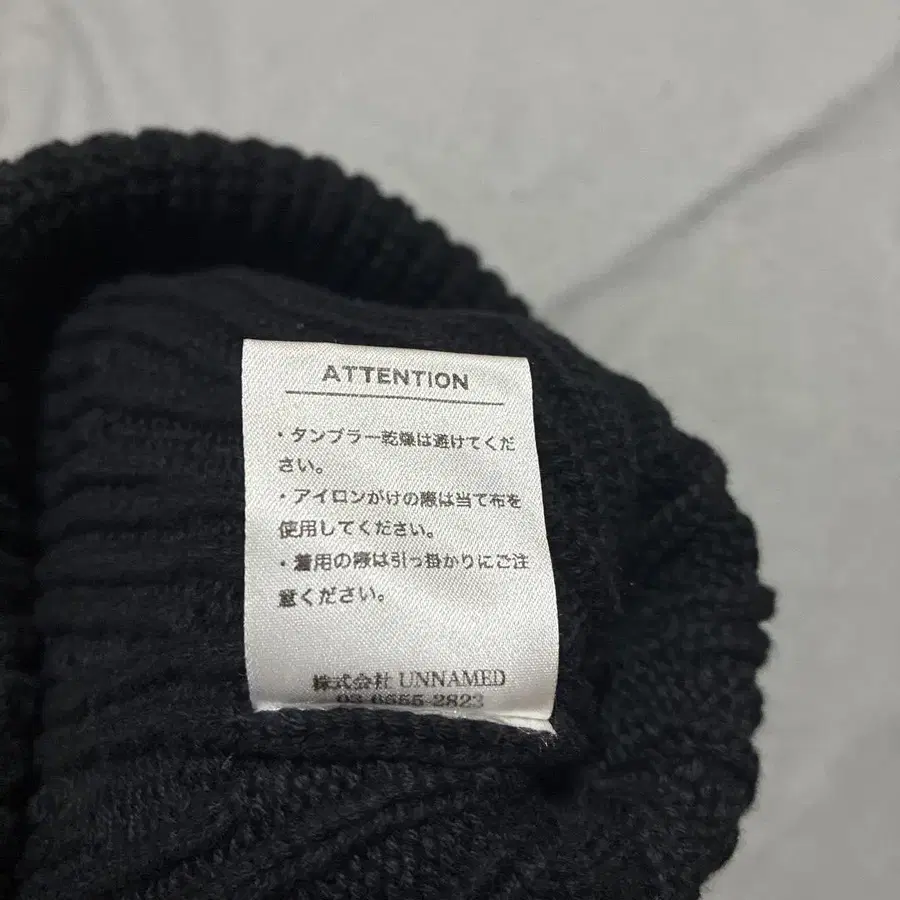 ATTENTION
・タンブラー乾燥は避けてくだ
さい。
・アイロンがけの際は当て布を
使用してください。
・着用の際は引っ掛かりにご注
意ください。
株式会社 UNNAMED
03-6555-2823